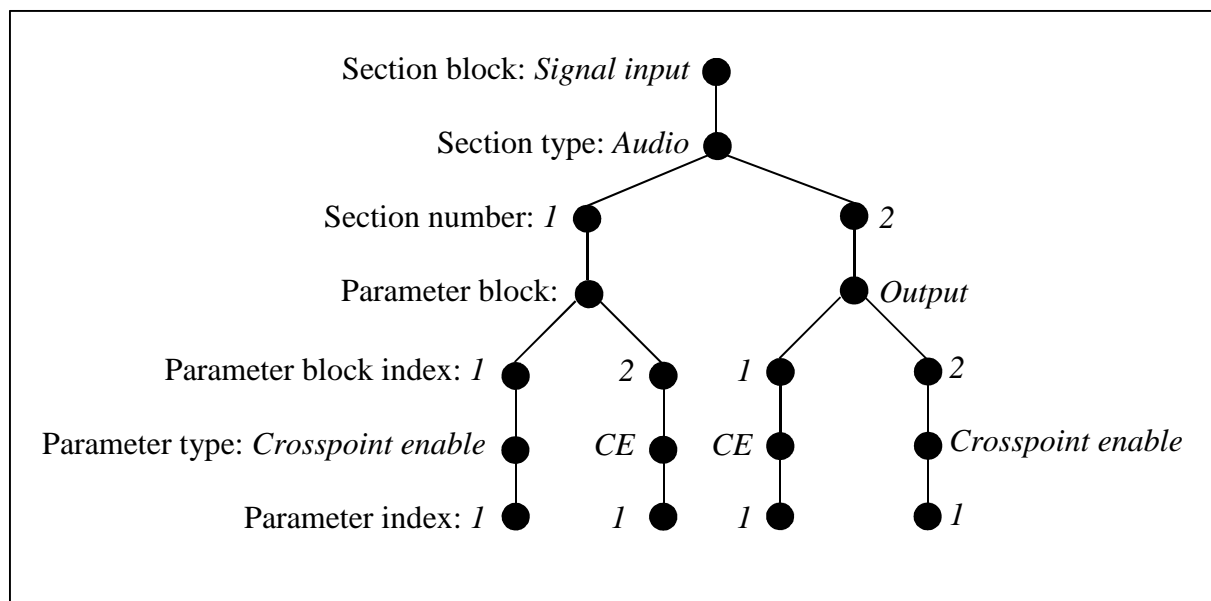 Section block: Signal input
Section type: Audio
Section number: 1 2
Parameter block: Output
Parameter block index: 1 2 1 2
Parameter type: Crosspoint enable CE CE Crosspoint enable
Parameter index: 1 1 1 1